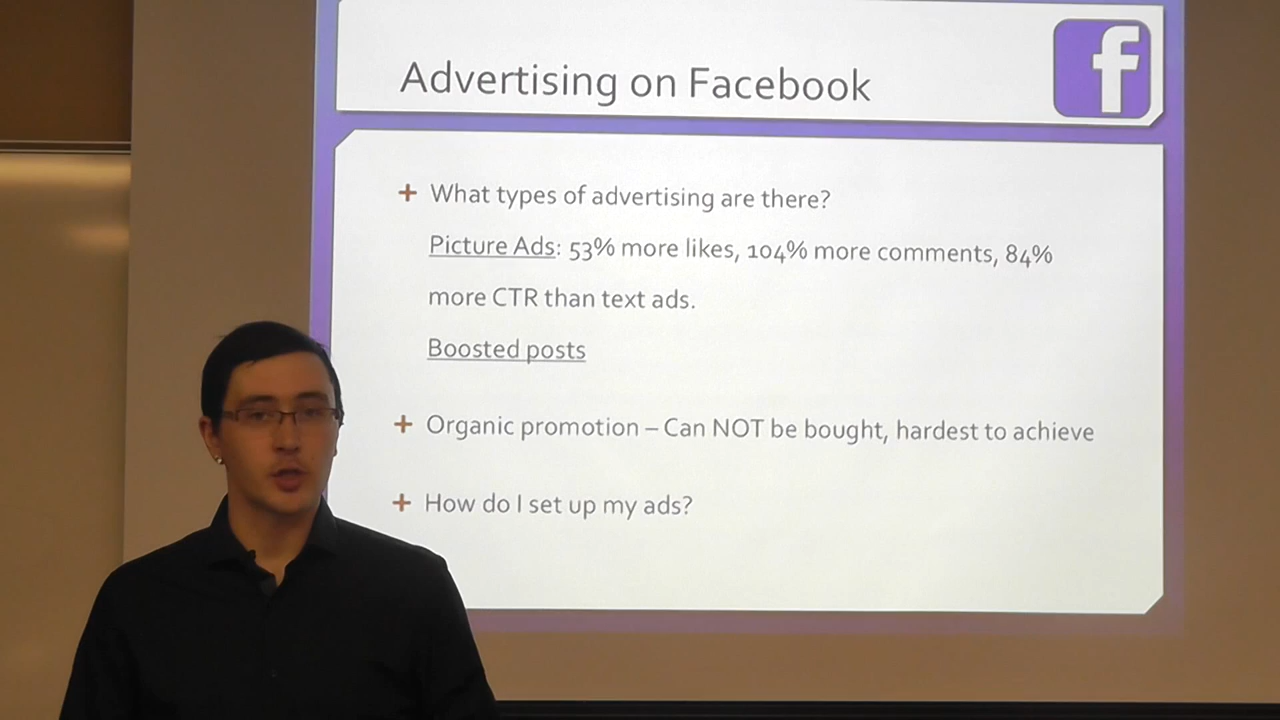 Advertising on Facebook
f
+ What types of advertising are there?
Picture Ads: 53% more likes, 104% more comments, 84%
more CTR than text ads.
Boosted posts
+ Organic promotion – Can NOT be bought, hardest to achieve
+ How do I set up my ads?